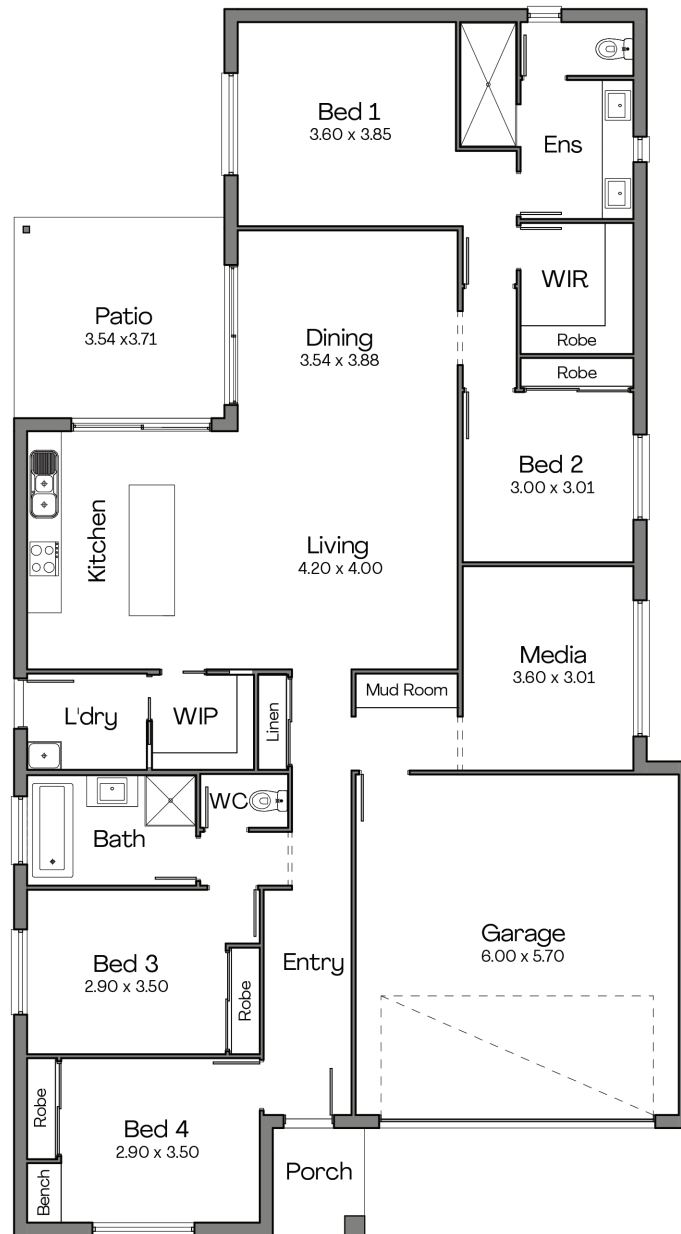 Bed 1
3.60 x 3.85
Ens
WIR
Robe
Robe
Patio
3.54 x3.71
Dining
3.54 x 3.88
Bed 2
3.00 x 3.01
Kitchen
Living
4.20 x 4.00
Media
3.60 x 3.01
Mud Room
L'dry
WIP
Linen
WC
Bath
Bed 3
2.90 x 3.50
Robe
Entry
Garage
6.00 x 5.70
Robe
Bed 4
2.90 x 3.50
Bench
Porch